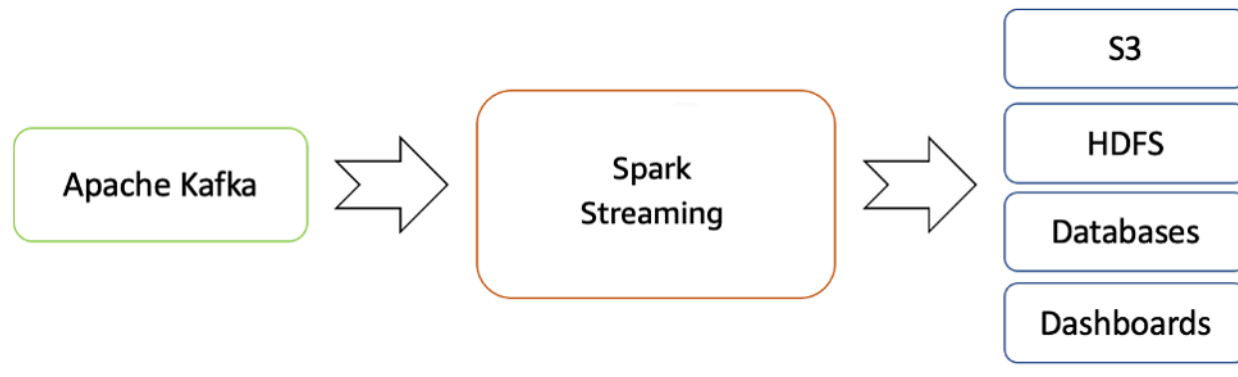 Apache Kafka
Spark
Streaming
S3
HDFS
Databases
Dashboards